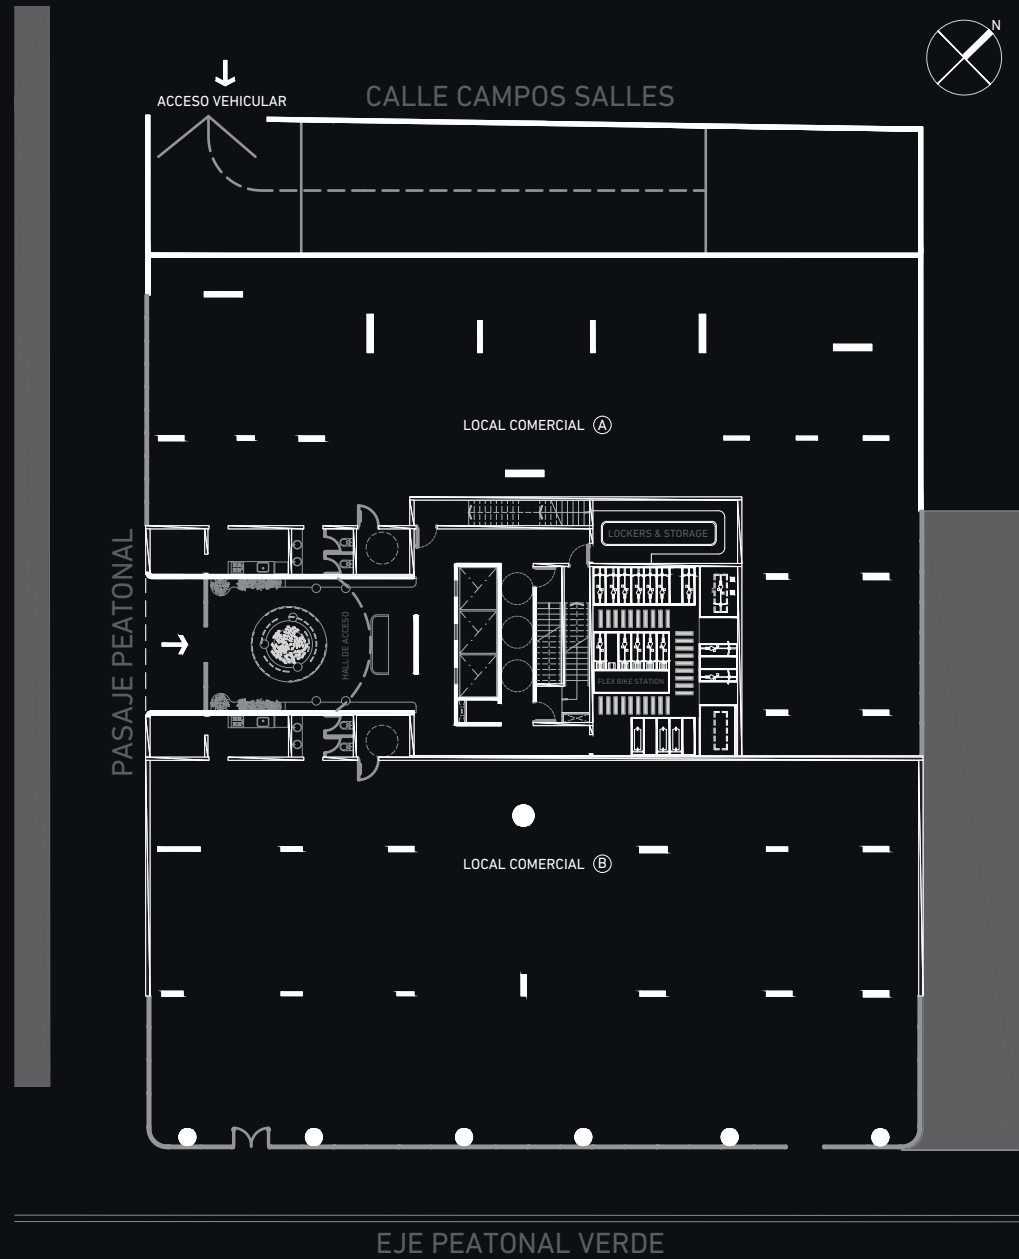 N
ACCESO VEHICULAR
CALLE CAMPOS SALLES
LOCAL COMERCIAL A
LOCKERS & STORAGE
PASAJE PEATONAL
HALL DE ACCESO
FLEX BIKE STATION
LOCAL COMERCIAL B
EJE PEATONAL VERDE